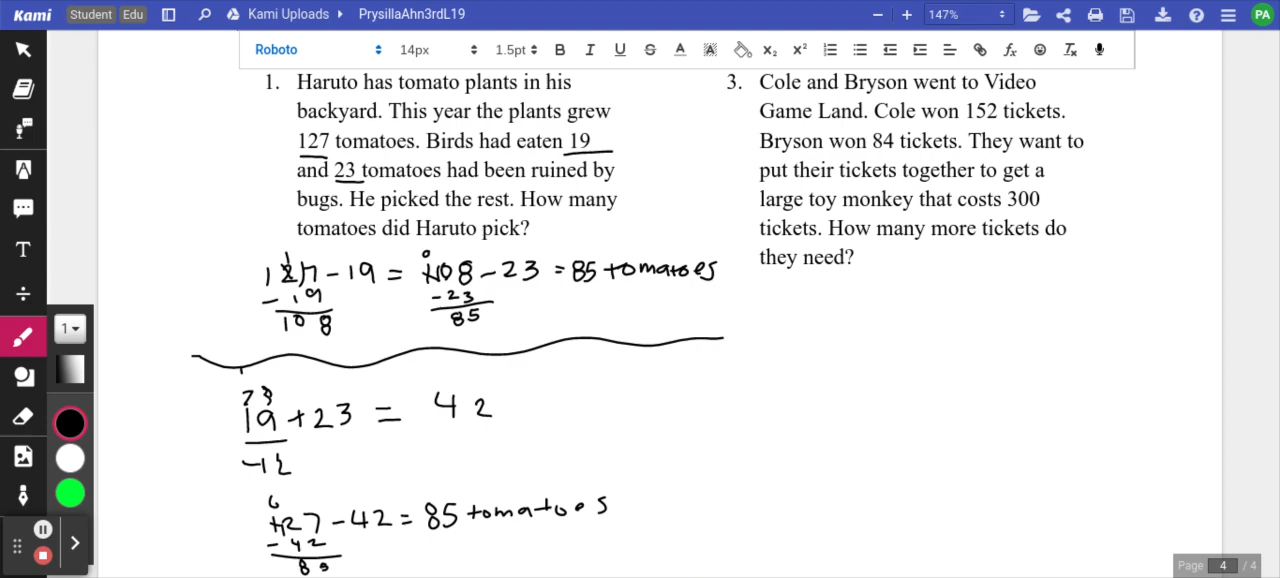 Kami Student Edu Kami Uploads PrysillaAhn3rdL19 147% PA
Roboto 14px 1.5pt B I U S A A X₂ X² fx Tx
1. Haruto has tomato plants in his
backyard. This year the plants grew
127 tomatoes. Birds had eaten 19
and 23 tomatoes had been ruined by
bugs. He picked the rest. How many
tomatoes did Haruto pick?
127 - 19 = 108 - 23 = 85 tomatoes
- 19
108
- 23
85
19 + 23 = 42
127 - 42 = 85 tomatoes
- 42
85
3. Cole and Bryson went to Video
Game Land. Cole won 152 tickets.
Bryson won 84 tickets. They want to
put their tickets together to get a
large toy monkey that costs 300
tickets. How many more tickets do
they need?
T
1
Page 4 / 4